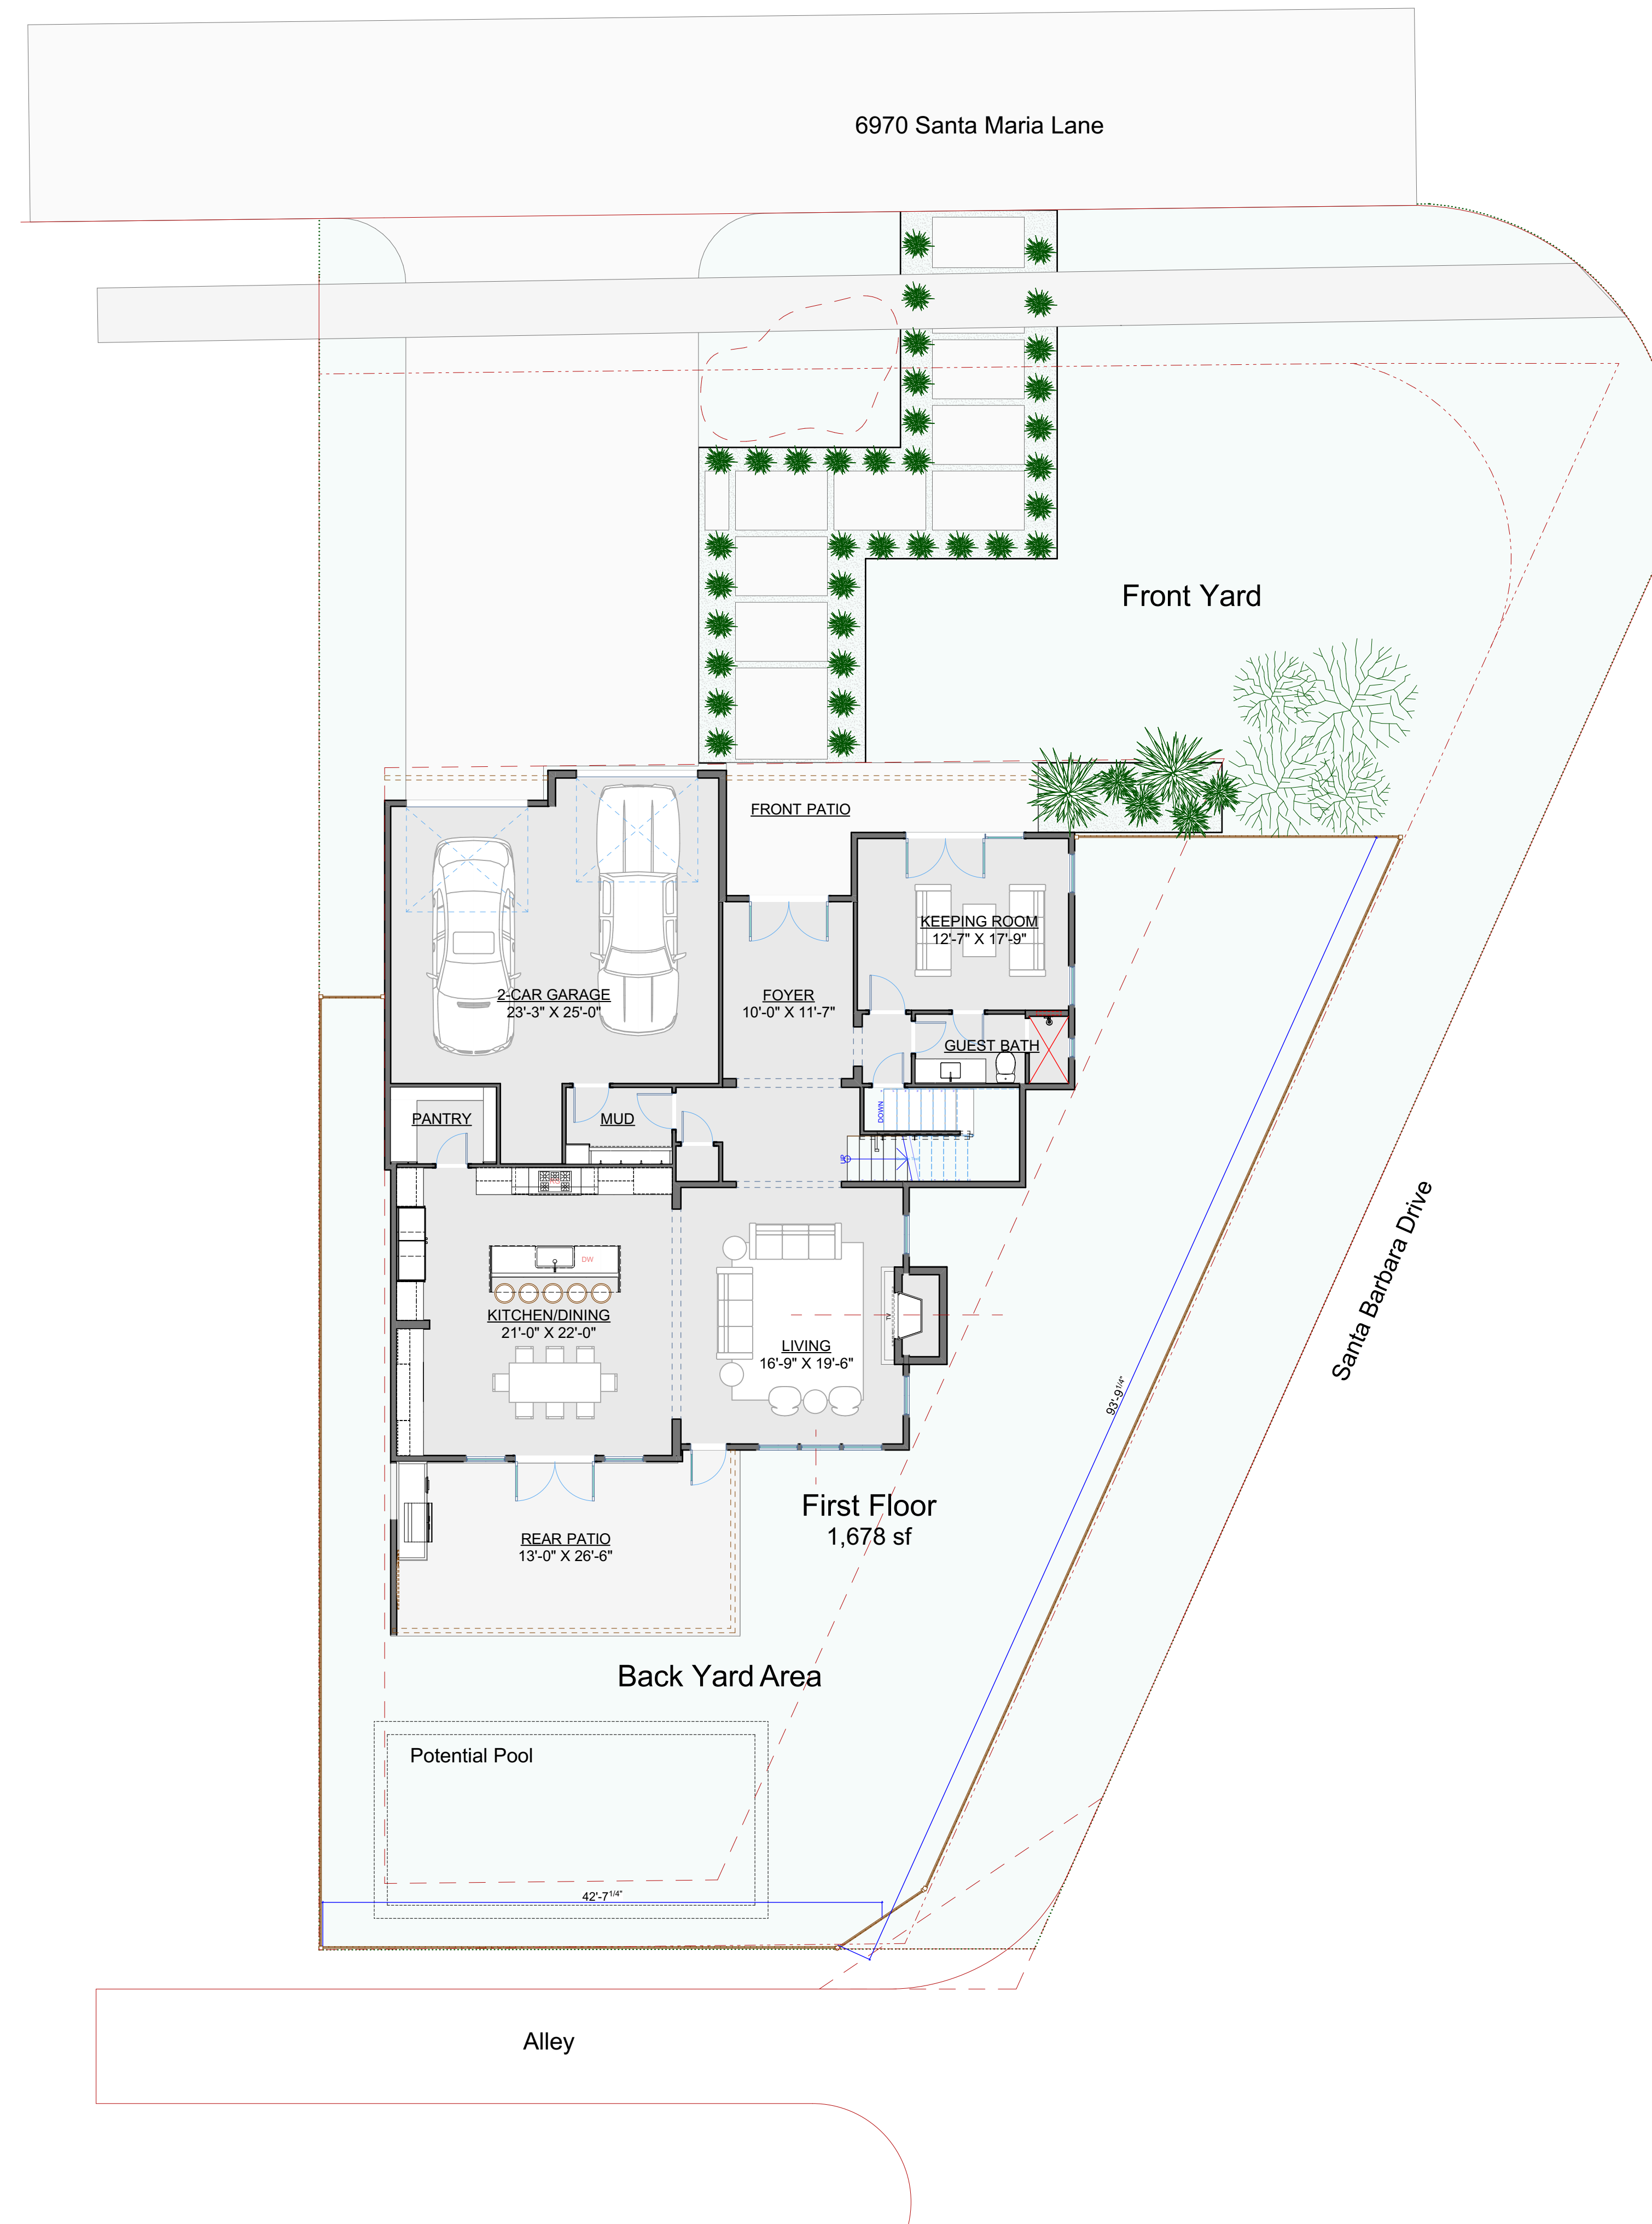 6970 Santa Maria Lane
Front Yard
FRONT PATIO
KEEPING ROOM
12'-7" X 17'-9"
2-CAR GARAGE
23'-3" X 25'-0"
FOYER
10'-0" X 11'-7"
GUEST BATH
PANTRY
MUD
DOWN
UP
DW
KITCHEN/DINING
21'-0" X 22'-0"
TV
LIVING
16'-9" X 19'-6"
Santa Barbara Drive
93'-9 1/4"
First Floor
1,678 sf
REAR PATIO
13'-0" X 26'-6"
Back Yard Area
Potential Pool
42'-7 1/4"
Alley